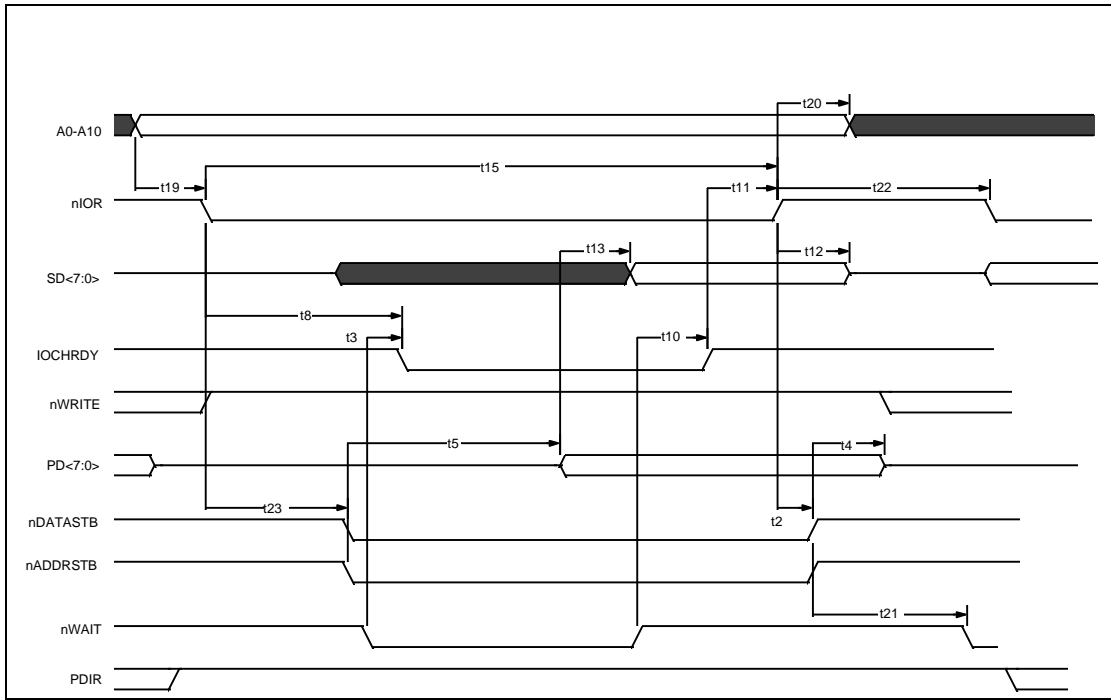 t20
A0-A10
t15
t19
t11
t22
nIOR
t13
t12
SD<7:0>
t8
t3
t10
IOCHRDY
nWRITE
t5
t4
PD<7:0>
t23
t2
nDATASTB
nADDRSTB
t21
nWAIT
PDIR